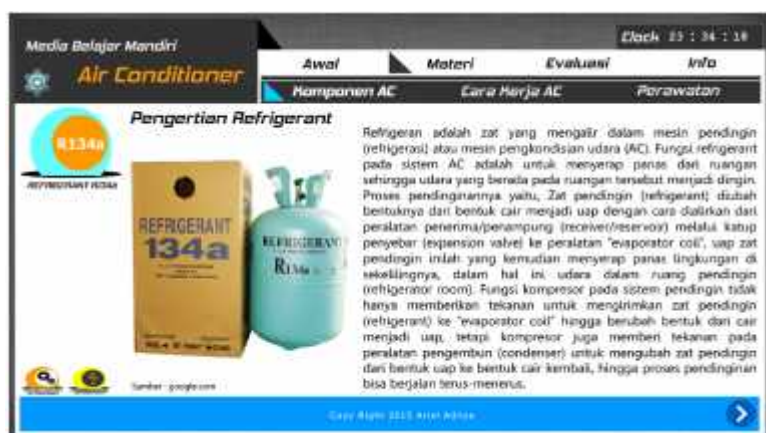 Media Belajar Mandiri
Air Conditioner
Clock 23 : 36 : 18
Awal Materi Evaluasi Info
Komponen AC Cara Kerja AC Perawatan
R134a
REFRIGERANT R134a
Pengertian Refrigerant
REFRIGERANT
134a
REFRIGERANT
R134a
Refrigeran adalah zat yang mengalir dalam mesin pendingin
(refrigerasi) atau mesin pengkondisian udara (AC). Fungsi refrigerant
pada sistem AC adalah untuk menyerap panas dari ruangan
sehingga udara yang berada pada ruangan tersebut menjadi dingin.
Proses pendinginannya yaitu, Zat pendingin (refrigerant) diubah
bentuknya dari bentuk cair menjadi uap dengan cara dialirkan dari
peralatan penerima/penampung (receiver/reservoir) melalui katup
penyebar (expansion valve) ke peralatan "evaporator coil", uap zat
pendingin inilah yang kemudian menyerap panas lingkungan di
sekelilingnya, dalam hal ini udara dalam ruang pendingin
(refrigerator room). Fungsi kompresor pada sistem pendingin tidak
hanya memberikan tekanan untuk mengirimkan zat pendingin
(refrigerant) ke "evaporator coil" hingga berubah bentuk dari cair
menjadi uap, tetapi kompresor juga memberi tekanan pada
peralatan pengembun (condenser) untuk mengubah zat pendingin
dari bentuk uap ke bentuk cair kembali, hingga proses pendinginan
bisa berjalan terus-menerus.
Sumber : google.com
Copy Right 2015 Ariet Aditya